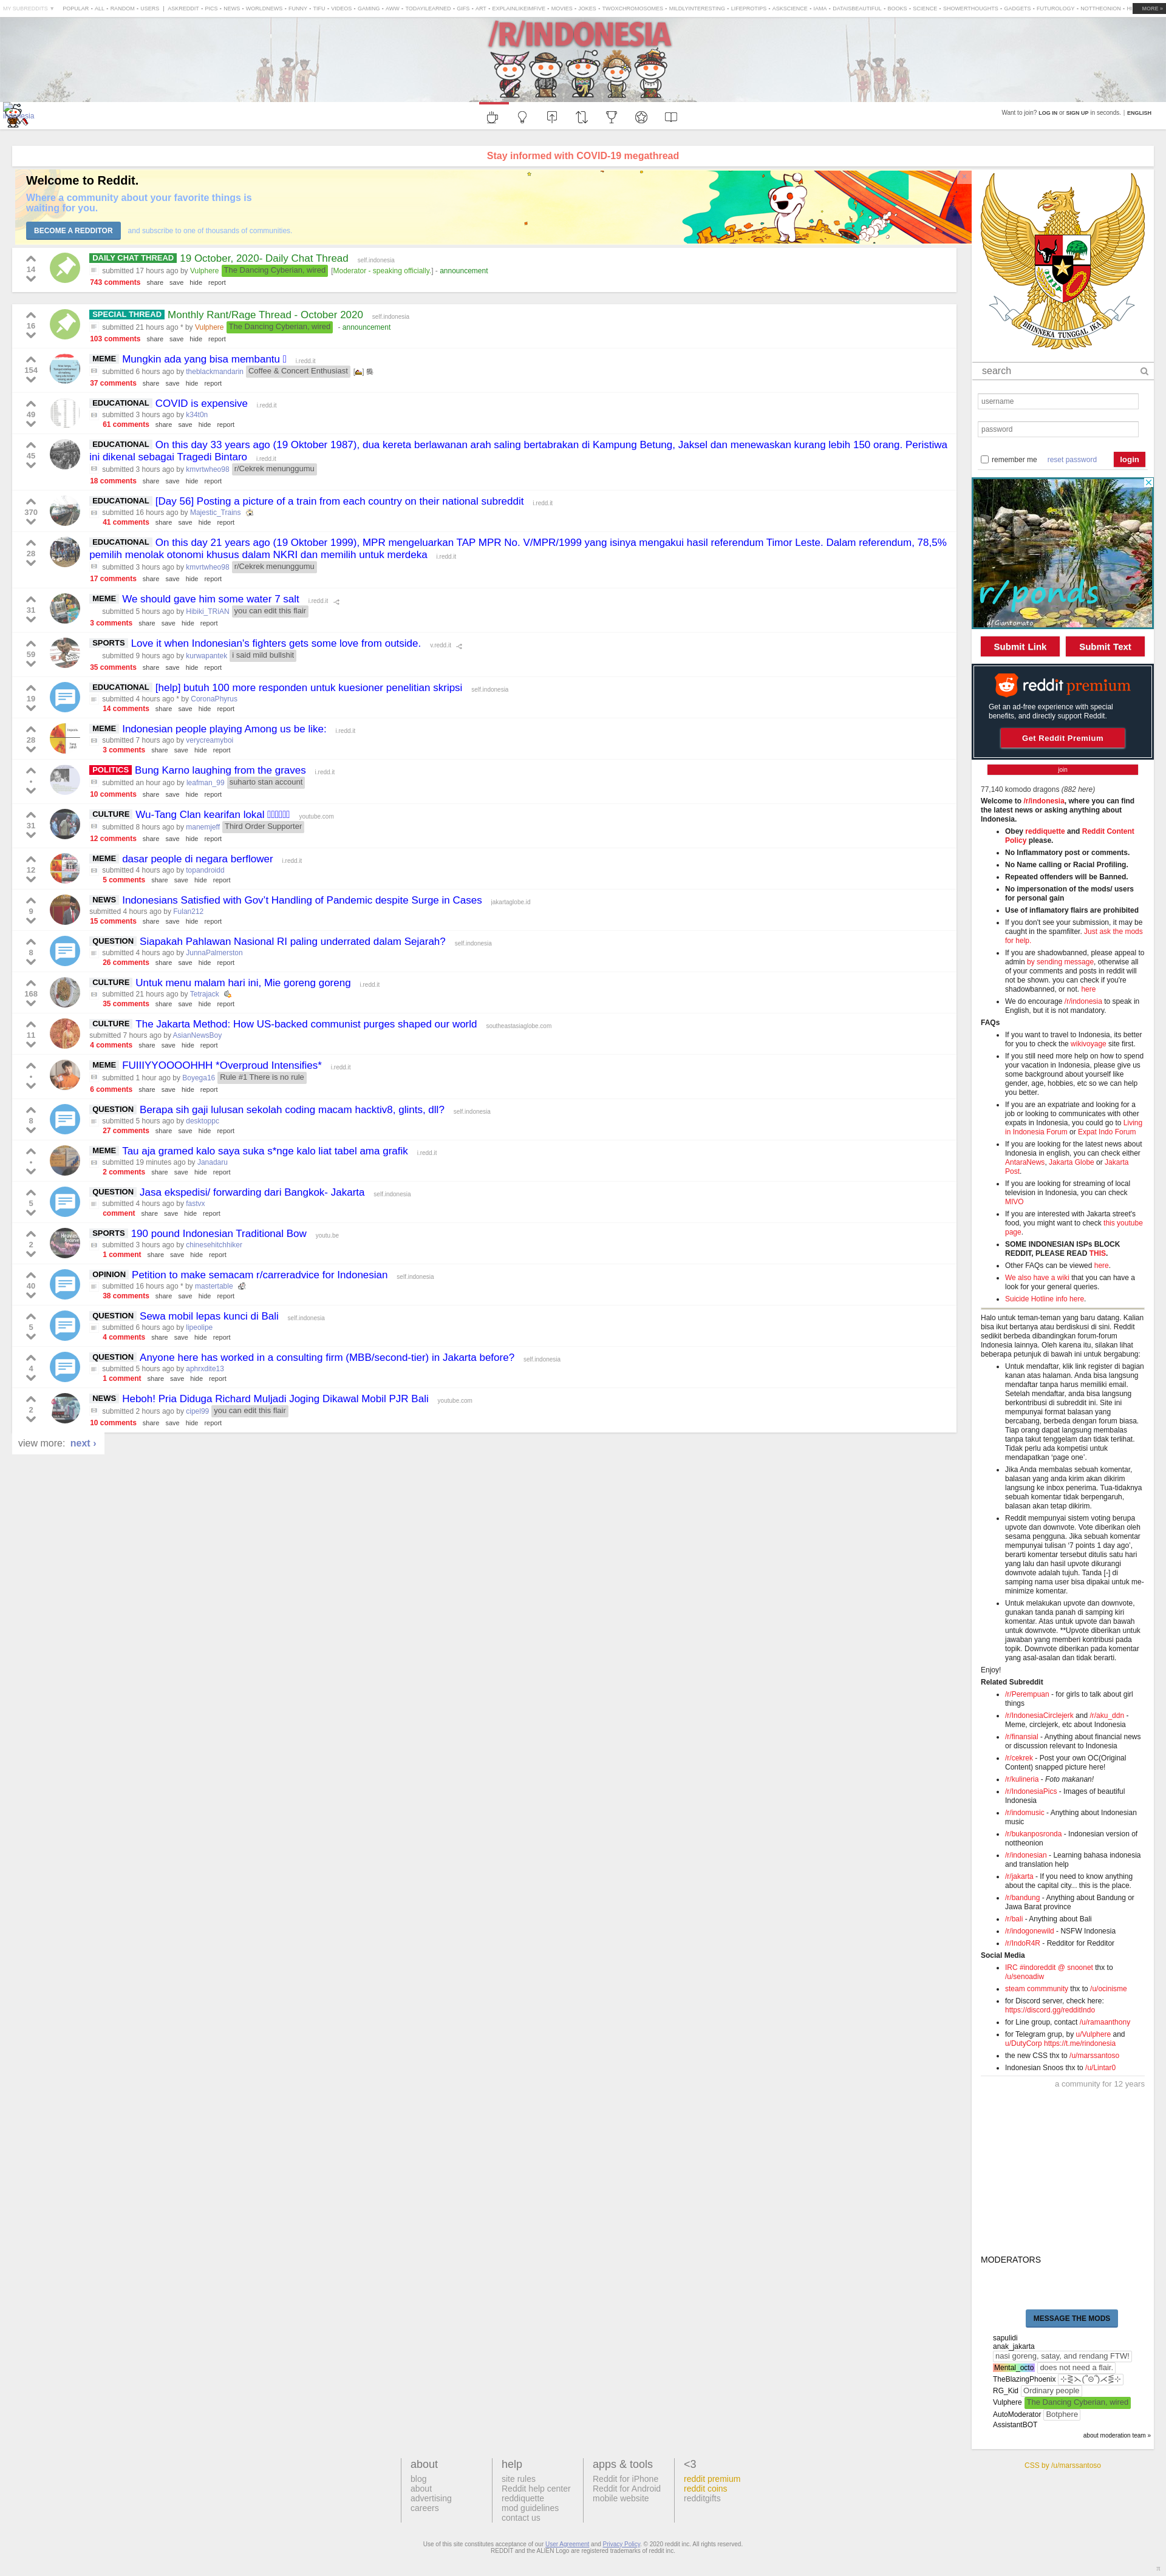 MY SUBREDDITS ▼ POPULAR - ALL - RANDOM - USERS | ASKREDDIT - PICS - NEWS - WORLDNEWS - FUNNY - TIFU - VIDEOS - GAMING - AWW - TODAYILEARNED - GIFS - ART - EXPLAINLIKEIMFIVE - MOVIES - JOKES - TWOXCHROMOSOMES - MILDLYINTERESTING - LIFEPROTIPS - ASKSCIENCE - IAMA - DATAISBEAUTIFUL - BOOKS - SCIENCE - SHOWERTHOUGHTS - GADGETS - FUTUROLOGY - NOTTHEONION MORE »
/R/INDONESIA
Want to join? LOG IN or SIGN UP in seconds. | ENGLISH
Stay informed with COVID-19 megathread
Welcome to Reddit.
Where a community about your favorite things is
waiting for you.
BECOME A REDDITOR and subscribe to one of thousands of communities.
14
DAILY CHAT THREAD 19 October, 2020- Daily Chat Thread self.indonesia
submitted 17 hours ago by Vulphere The Dancing Cyberian, wired [Moderator - speaking officially.] - announcement
743 comments share save hide report
16
SPECIAL THREAD Monthly Rant/Rage Thread - October 2020 self.indonesia
submitted 21 hours ago * by Vulphere The Dancing Cyberian, wired - announcement
103 comments share save hide report
154
MEME Mungkin ada yang bisa membantu i.redd.it
submitted 6 hours ago by theblackmandarin Coffee & Concert Enthusiast
37 comments share save hide report
49
EDUCATIONAL COVID is expensive i.redd.it
submitted 3 hours ago by k34t0n
61 comments share save hide report
45
EDUCATIONAL On this day 33 years ago (19 Oktober 1987), dua kereta berlawanan arah saling bertabrakan di Kampung Betung, Jaksel dan menewaskan kurang lebih 150 orang. Peristiwa
ini dikenal sebagai Tragedi Bintaro i.redd.it
submitted 3 hours ago by kmvrtwheo98 r/Cekrek menunggumu
18 comments share save hide report
370
EDUCATIONAL [Day 56] Posting a picture of a train from each country on their national subreddit i.redd.it
submitted 16 hours ago by Majestic_Trains
41 comments share save hide report
28
EDUCATIONAL On this day 21 years ago (19 Oktober 1999), MPR mengeluarkan TAP MPR No. V/MPR/1999 yang isinya mengakui hasil referendum Timor Leste. Dalam referendum, 78,5%
pemilih menolak otonomi khusus dalam NKRI dan memilih untuk merdeka i.redd.it
submitted 3 hours ago by kmvrtwheo98 r/Cekrek menunggumu
17 comments share save hide report
31
MEME We should gave him some water 7 salt i.redd.it
submitted 5 hours ago by Hibiki_TRiAN you can edit this flair
3 comments share save hide report
59
SPORTS Love it when Indonesian's fighters gets some love from outside. v.redd.it
submitted 9 hours ago by kurwapantek i said mild bullshit
35 comments share save hide report
19
EDUCATIONAL [help] butuh 100 more responden untuk kuesioner penelitian skripsi self.indonesia
submitted 4 hours ago * by CoronaPhyrus
14 comments share save hide report
28
MEME Indonesian people playing Among us be like: i.redd.it
submitted 7 hours ago by verycreamyboi
3 comments share save hide report
•
POLITICS Bung Karno laughing from the graves i.redd.it
submitted an hour ago by leafman_99 suharto stan account
10 comments share save hide report
31
CULTURE Wu-Tang Clan kearifan lokal youtube.com
submitted 8 hours ago by manemjeff Third Order Supporter
12 comments share save hide report
12
MEME dasar people di negara berflower i.redd.it
submitted 4 hours ago by topandroidd
5 comments share save hide report
9
NEWS Indonesians Satisfied with Gov't Handling of Pandemic despite Surge in Cases jakartaglobe.id
submitted 4 hours ago by Fulan212
15 comments share save hide report
8
QUESTION Siapakah Pahlawan Nasional RI paling underrated dalam Sejarah? self.indonesia
submitted 4 hours ago by JunnaPalmerston
26 comments share save hide report
168
CULTURE Untuk menu malam hari ini, Mie goreng goreng i.redd.it
submitted 21 hours ago by Tetrajack
35 comments share save hide report
11
CULTURE The Jakarta Method: How US-backed communist purges shaped our world southeastasiaglobe.com
submitted 7 hours ago by AsianNewsBoy
4 comments share save hide report
•
MEME FUIIIYYOOOOHHH *Overproud Intensifies* i.redd.it
submitted 1 hour ago by Boyega16 Rule #1 There is no rule
6 comments share save hide report
8
QUESTION Berapa sih gaji lulusan sekolah coding macam hacktiv8, glints, dll? self.indonesia
submitted 5 hours ago by desktoppc
27 comments share save hide report
•
MEME Tau aja gramed kalo saya suka s*nge kalo liat tabel ama grafik i.redd.it
submitted 19 minutes ago by Janadaru
2 comments share save hide report
5
QUESTION Jasa ekspedisi/ forwarding dari Bangkok- Jakarta self.indonesia
submitted 4 hours ago by fastvx
comment share save hide report
2
SPORTS 190 pound Indonesian Traditional Bow youtu.be
submitted 3 hours ago by chinesehitchhiker
1 comment share save hide report
40
OPINION Petition to make semacam r/carreradvice for Indonesian self.indonesia
submitted 16 hours ago * by mastertable
38 comments share save hide report
5
QUESTION Sewa mobil lepas kunci di Bali self.indonesia
submitted 6 hours ago by lipeolipe
4 comments share save hide report
4
QUESTION Anyone here has worked in a consulting firm (MBB/second-tier) in Jakarta before? self.indonesia
submitted 5 hours ago by aphrxdite13
1 comment share save hide report
2
NEWS Heboh! Pria Diduga Richard Muljadi Joging Dikawal Mobil PJR Bali youtube.com
submitted 2 hours ago by cipel99 you can edit this flair
10 comments share save hide report
view more: next ›
BHINNEKA TUNGGAL IKA
search
username
password
remember me reset password login
r/ponds
u/Giantomato
Submit Link Submit Text
reddit premium
Get an ad-free experience with special
benefits, and directly support Reddit.
Get Reddit Premium
join
77,140 komodo dragons (882 here)
Welcome to /r/indonesia, where you can find
the latest news or asking anything about
Indonesia.
Obey reddiquette and Reddit Content
Policy please.
No Inflammatory post or comments.
No Name calling or Racial Profiling.
Repeated offenders will be Banned.
No impersonation of the mods/ users
for personal gain
Use of inflamatory flairs are prohibited
If you don't see your submission, it may be
caught in the spamfilter. Just ask the mods
for help.
If you are shadowbanned, please appeal to
admin by sending message, otherwise all
of your comments and posts in reddit will
not be shown. you can check if you're
shadowbanned, or not. here
We do encourage /r/indonesia to speak in
English, but it is not mandatory.
FAQs
If you want to travel to Indonesia, its better
for you to check the wikivoyage site first.
If you still need more help on how to spend
your vacation in Indonesia, please give us
some background about yourself like
gender, age, hobbies, etc so we can help
you better.
If you are an expatriate and looking for a
job or looking to communicates with other
expats in Indonesia, you could go to Living
in Indonesia Forum or Expat Indo Forum
If you are looking for the latest news about
Indonesia in english, you can check either
AntaraNews, Jakarta Globe or Jakarta
Post.
If you are looking for streaming of local
television in Indonesia, you can check
MIVO
If you are interested with Jakarta street's
food, you might want to check this youtube
page.
SOME INDONESIAN ISPs BLOCK
REDDIT, PLEASE READ THIS.
Other FAQs can be viewed here.
We also have a wiki that you can have a
look for your general queries.
Suicide Hotline info here.
Halo untuk teman-teman yang baru datang. Kalian
bisa ikut bertanya atau berdiskusi di sini. Reddit
sedikit berbeda dibandingkan forum-forum
Indonesia lainnya. Oleh karena itu, silakan lihat
beberapa petunjuk di bawah ini untuk bergabung:
Untuk mendaftar, klik link register di bagian
kanan atas halaman. Anda bisa langsung
mendaftar tanpa harus memiliki email.
Setelah mendaftar, anda bisa langsung
berkontribusi di subreddit ini. Site ini
mempunyai format balasan yang
bercabang, berbeda dengan forum biasa.
Tiap orang dapat langsung membalas
tanpa takut tenggelam dan tidak terlihat.
Tidak perlu ada kompetisi untuk
mendapatkan 'page one'.
Jika Anda membalas sebuah komentar,
balasan yang anda kirim akan dikirim
langsung ke inbox penerima. Tua-tidaknya
sebuah komentar tidak berpengaruh,
balasan akan tetap dikirim.
Reddit mempunyai sistem voting berupa
upvote dan downvote. Vote diberikan oleh
sesama pengguna. Jika sebuah komentar
mempunyai tulisan '7 points 1 day ago',
berarti komentar tersebut ditulis satu hari
yang lalu dan hasil upvote dikurangi
downvote adalah tujuh. Tanda [-] di
samping nama user bisa dipakai untuk me-
minimize komentar.
Untuk melakukan upvote dan downvote,
gunakan tanda panah di samping kiri
komentar. Atas untuk upvote dan bawah
untuk downvote. **Upvote diberikan untuk
jawaban yang memberi kontribusi pada
topik. Downvote diberikan pada komentar
yang asal-asalan dan tidak berarti.
Enjoy!
Related Subreddit
/r/Perempuan - for girls to talk about girl
things
/r/IndonesiaCirclejerk and /r/aku_ddn -
Meme, circlejerk, etc about Indonesia
/r/finansial - Anything about financial news
or discussion relevant to Indonesia
/r/cekrek - Post your own OC(Original
Content) snapped picture here!
/r/kulineria - Foto makanan!
/r/IndonesiaPics - Images of beautiful
Indonesia
/r/indomusic - Anything about Indonesian
music
/r/bukanposronda - Indonesian version of
nottheonion
/r/indonesian - Learning bahasa indonesia
and translation help
/r/jakarta - If you need to know anything
about the capital city... this is the place.
/r/bandung - Anything about Bandung or
Jawa Barat province
/r/bali - Anything about Bali
/r/indogonewild - NSFW Indonesia
/r/IndoR4R - Redditor for Redditor
Social Media
IRC #indoreddit @ snoonet thx to
/u/senoadiw
steam commmunity thx to /u/ocinisme
for Discord server, check here:
https://discord.gg/redditIndo
for Line group, contact /u/ramaanthony
for Telegram grup, by u/Vulphere and
u/DutyCorp https://t.me/rindonesia
the new CSS thx to /u/marssantoso
Indonesian Snoos thx to /u/Lintar0
a community for 12 years
MODERATORS
MESSAGE THE MODS
sapulidi
anak_jakarta
nasi goreng, satay, and rendang FTW!
Mental_octo does not need a flair.
TheBlazingPhoenix
RG_Kid Ordinary people
Vulphere The Dancing Cyberian, wired
AutoModerator Botphere
AssistantBOT
about moderation team »
CSS by /u/marssantoso
about
blog
about
advertising
careers
help
site rules
Reddit help center
reddiquette
mod guidelines
contact us
apps & tools
Reddit for iPhone
Reddit for Android
mobile website
<3
reddit premium
reddit coins
redditgifts
Use of this site constitutes acceptance of our User Agreement and Privacy Policy. © 2020 reddit inc. All rights reserved.
REDDIT and the ALIEN Logo are registered trademarks of reddit inc.
π